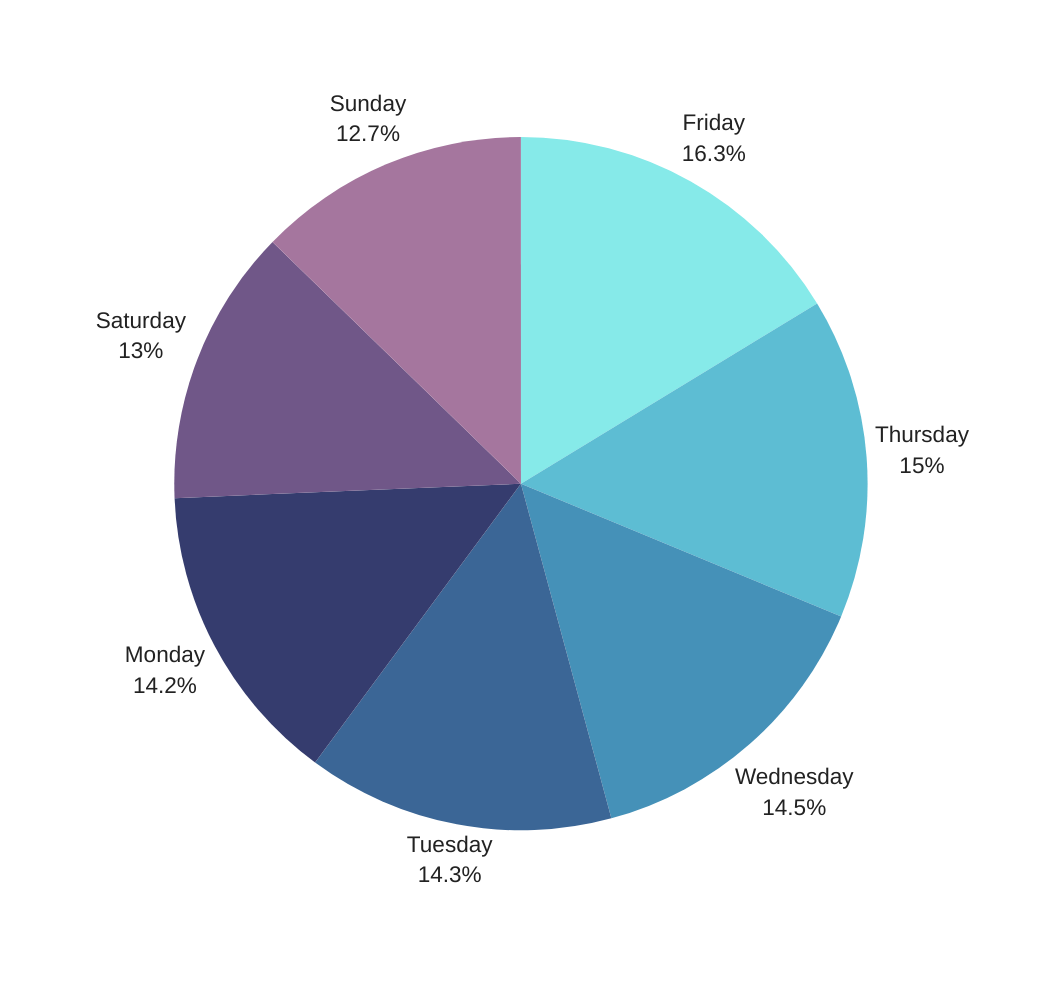 Sunday
12.7%
Friday
16.3%
Saturday
13%
Thursday
15%
Monday
14.2%
Wednesday
14.5%
Tuesday
14.3%